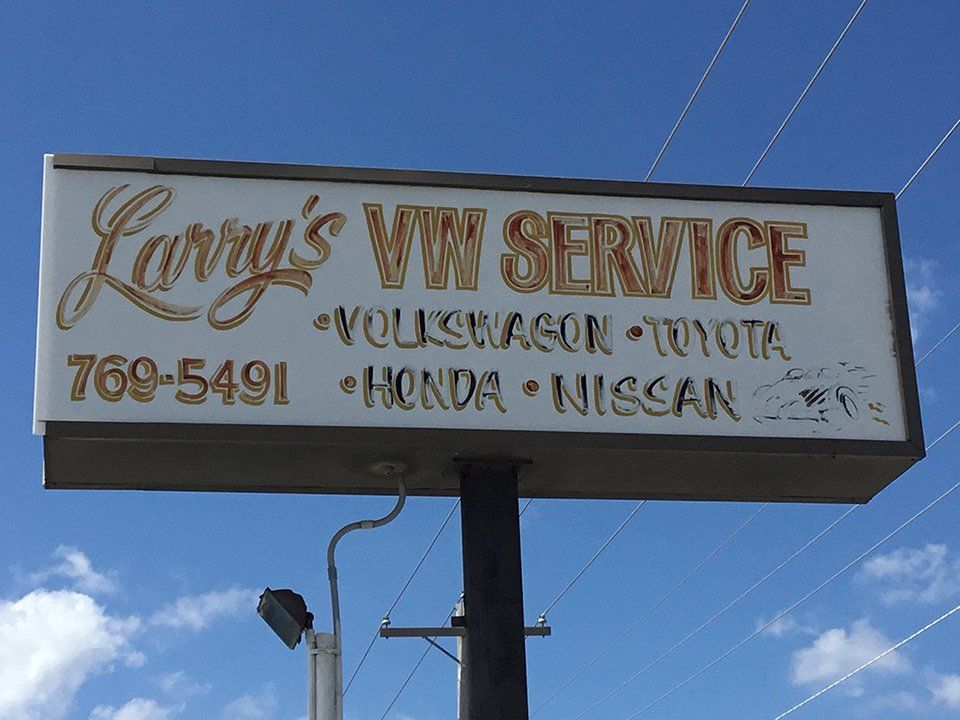 Larry's VW SERVICE
•VOLKSWAGON •TOYOTA
769-5491 •HONDA •NISSAN